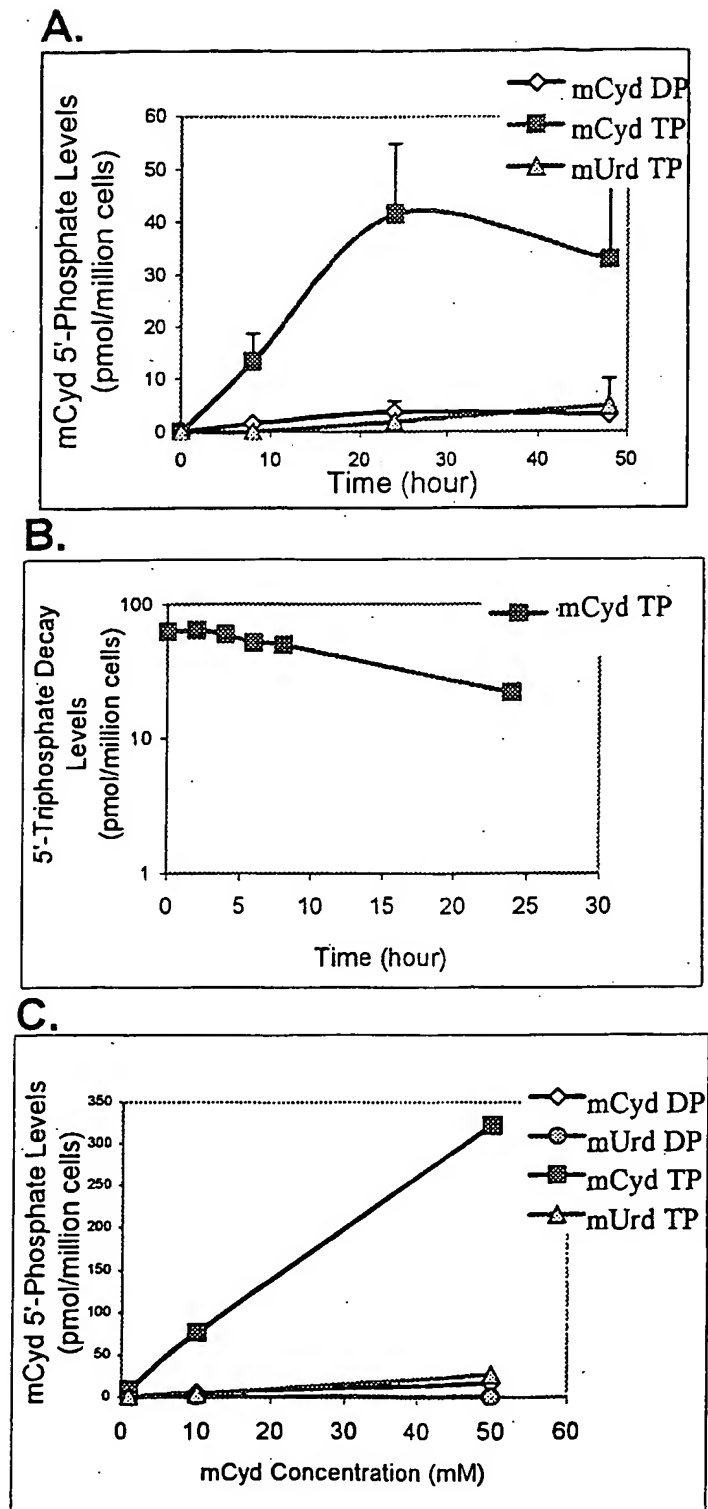 A.
mCyd DP
mCyd TP
mUrd TP
mCyd 5'-Phosphate Levels
(pmol/million cells)
60
50
40
30
20
10
0
0 10 20 30 40 50
Time (hour)
B.
mCyd TP
5'-Triphosphate Decay
Levels
(pmol/million cells)
100
10
1
0 5 10 15 20 25 30
Time (hour)
C.
mCyd DP
mUrd DP
mCyd TP
mUrd TP
mCyd 5'-Phosphate Levels
(pmol/million cells)
350
300
250
200
150
100
50
0
0 10 20 30 40 50 60
mCyd Concentration (mM)